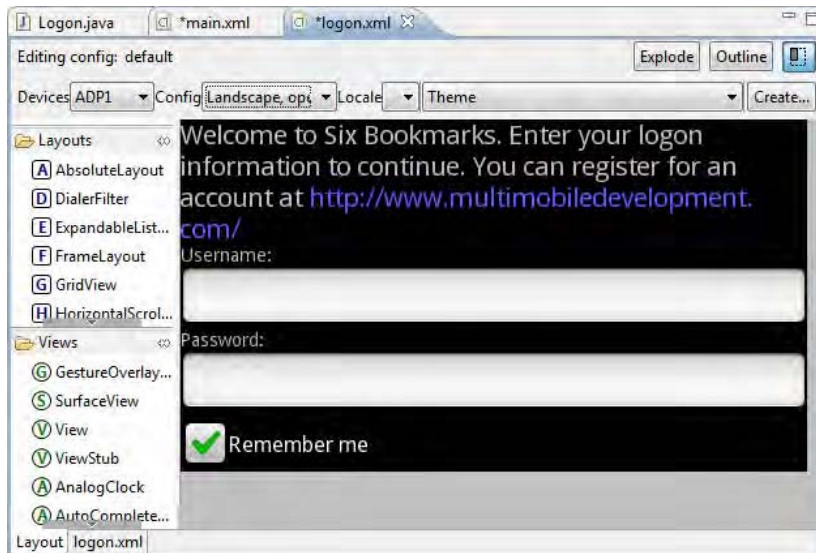 Logon.java *main.xml *logon.xml
Editing config: default Explode Outline
Devices ADP1 Config Landscape, ope Locale Theme Create...
Layouts
A AbsoluteLayout
D DialerFilter
E ExpandableList...
F FrameLayout
G GridView
H HorizontalScrol...
Views
G GestureOverlay...
S SurfaceView
V View
V ViewStub
A AnalogClock
A AutoComplete...
Welcome to Six Bookmarks. Enter your logon
information to continue. You can register for an
account at http://www.multimobiledevelopment.
com/
Username:
Password:
Remember me
Layout logon.xml